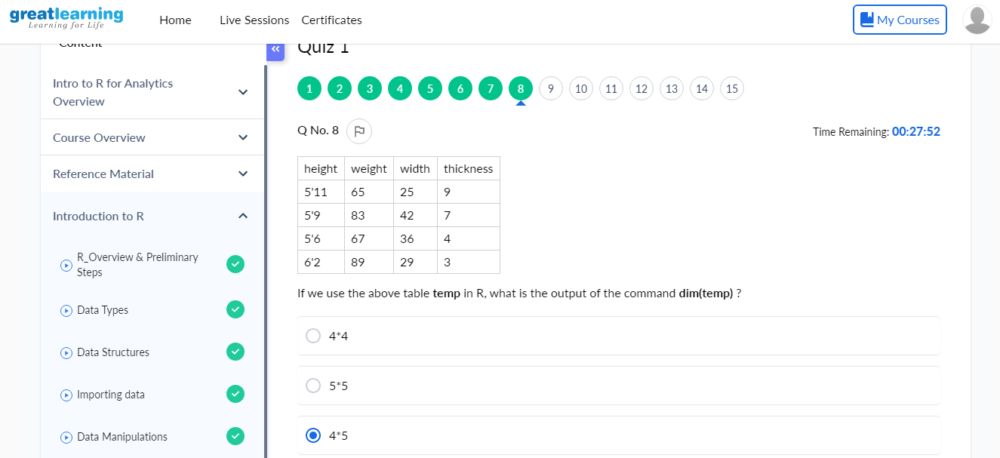 greatlearning
Learning for Life
Home
Live Sessions
Certificates
My Courses
Content
Intro to R for Analytics
Overview
Course Overview
Reference Material
Introduction to R
R_Overview & Preliminary
Steps
Data Types
Data Structures
Importing data
Data Manipulations
«
Quiz 1
1 2 3 4 5 6 7 8 9 10 11 12 13 14 15
Q No. 8
Time Remaining: 00:27:52
height weight width thickness
5'11 65 25 9
5'9 83 42 7
5'6 67 36 4
6'2 89 29 3
If we use the above table temp in R, what is the output of the command dim(temp) ?
4*4
5*5
4*5